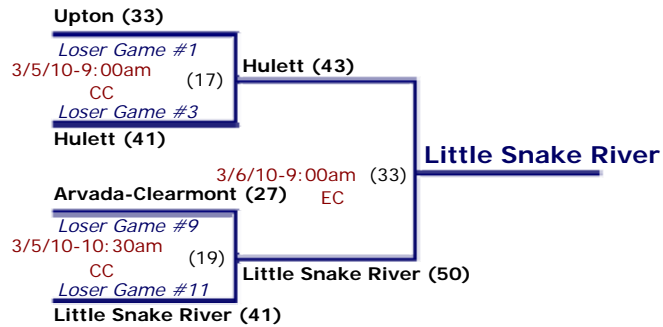 Upton (33)
Loser Game #1
3/5/10-9:00am
(17)
CC
Loser Game #3
Hulett (41)
Hulett (43)
3/6/10-9:00am
(33)
EC
Little Snake River
Arvada-Clearmont (27)
Loser Game #9
3/5/10-10:30am
(19)
CC
Loser Game #11
Little Snake River (41)
Little Snake River (50)